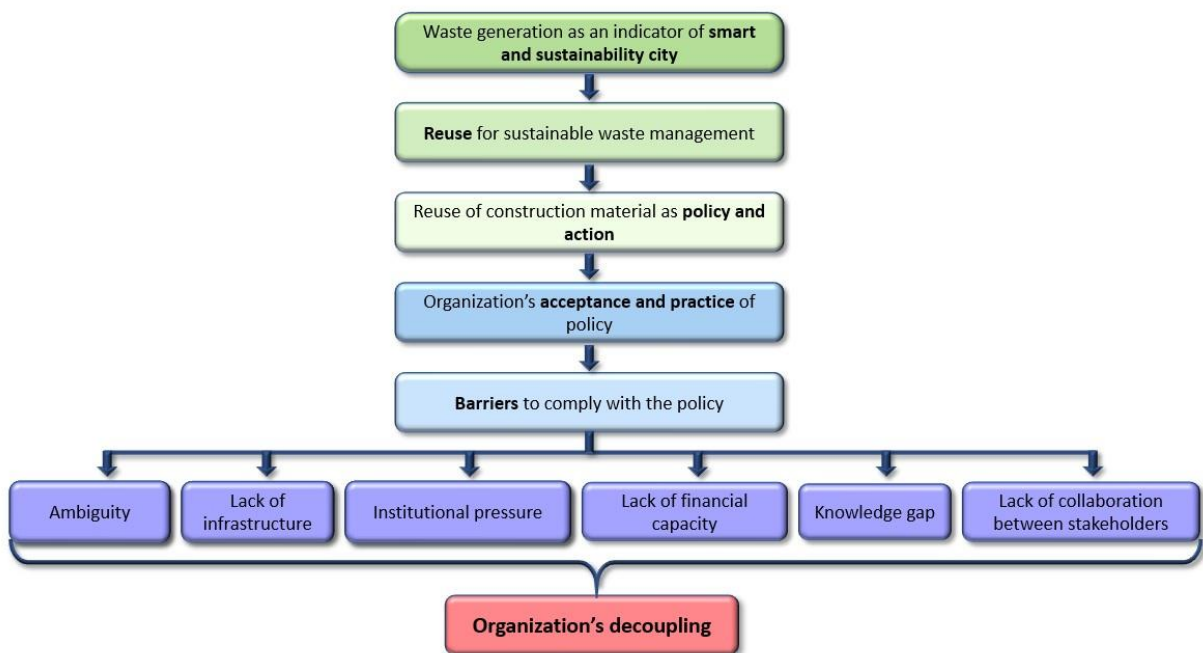 Waste generation as an indicator of smart
and sustainability city
Reuse for sustainable waste management
Reuse of construction material as policy and
action
Organization's acceptance and practice of
policy
Barriers to comply with the policy
Ambiguity
Lack of
infrastructure
Institutional pressure
Lack of financial
capacity
Knowledge gap
Lack of collaboration
between stakeholders
Organization's decoupling